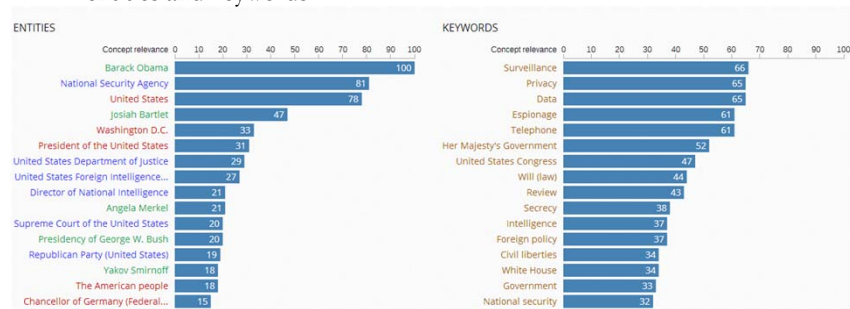 ENTITIES
Concept relevance 0 10 20 30 40 50 60 70 80 90 100
Barack Obama 100
National Security Agency 81
United States 78
Josiah Bartlet 47
Washington D.C. 33
President of the United States 31
United States Department of Justice 29
United States Foreign Intelligence... 27
Director of National Intelligence 21
Angela Merkel 21
Supreme Court of the United States 20
Presidency of George W. Bush 20
Republican Party (United States) 19
Yakov Smirnoff 18
The American people 18
Chancellor of Germany (Federal... 15
KEYWORDS
Concept relevance 0 10 20 30 40 50 60 70 80 90 100
Surveillance 66
Privacy 65
Data 65
Espionage 61
Telephone 61
Her Majesty's Government 52
United States Congress 47
Will (law) 44
Review 43
Secrecy 38
Intelligence 37
Foreign policy 37
Civil liberties 34
White House 34
Government 33
National security 32